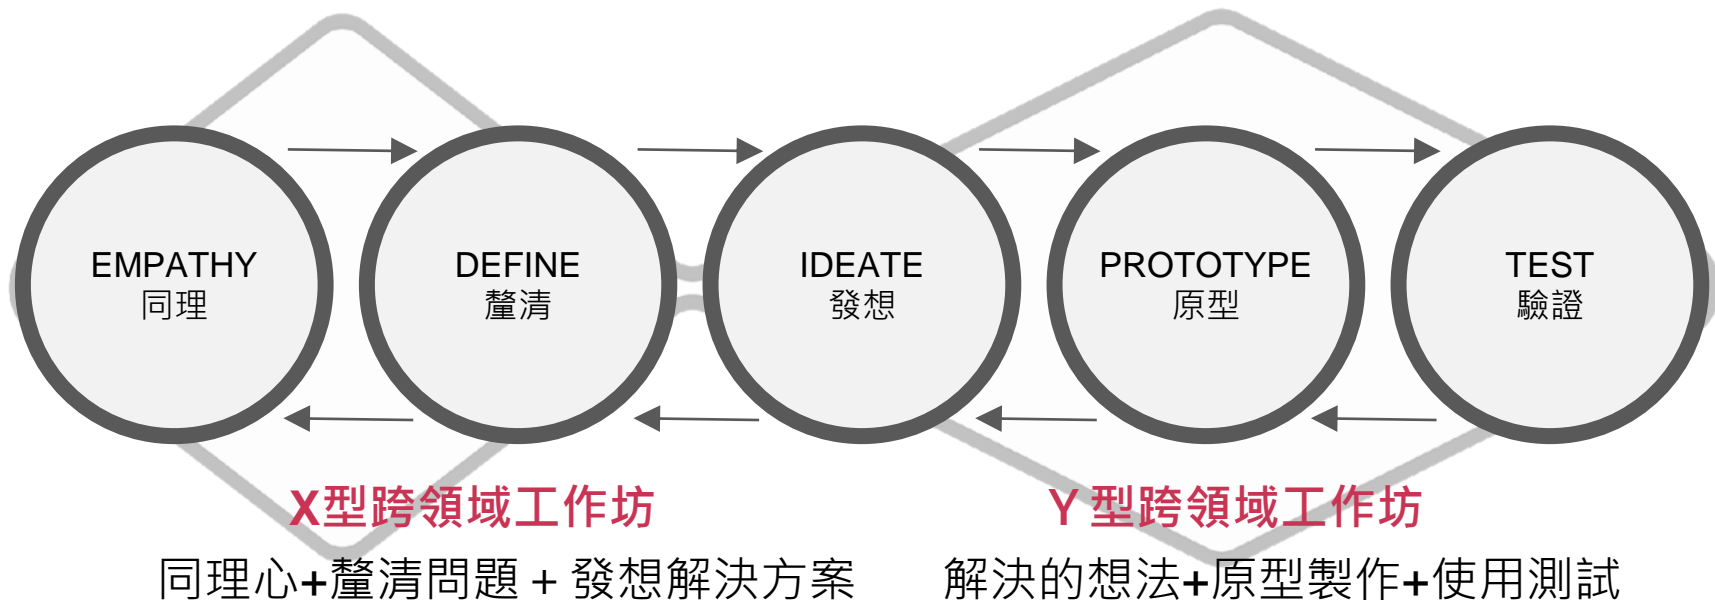 EMPATHY
同理
DEFINE
釐清
IDEATE
發想
PROTOTYPE
原型
TEST
驗證
X型跨領域工作坊
Y 型跨領域工作坊
同理心+釐清問題 + 發想解決方案
解決的想法+原型製作+使用測試